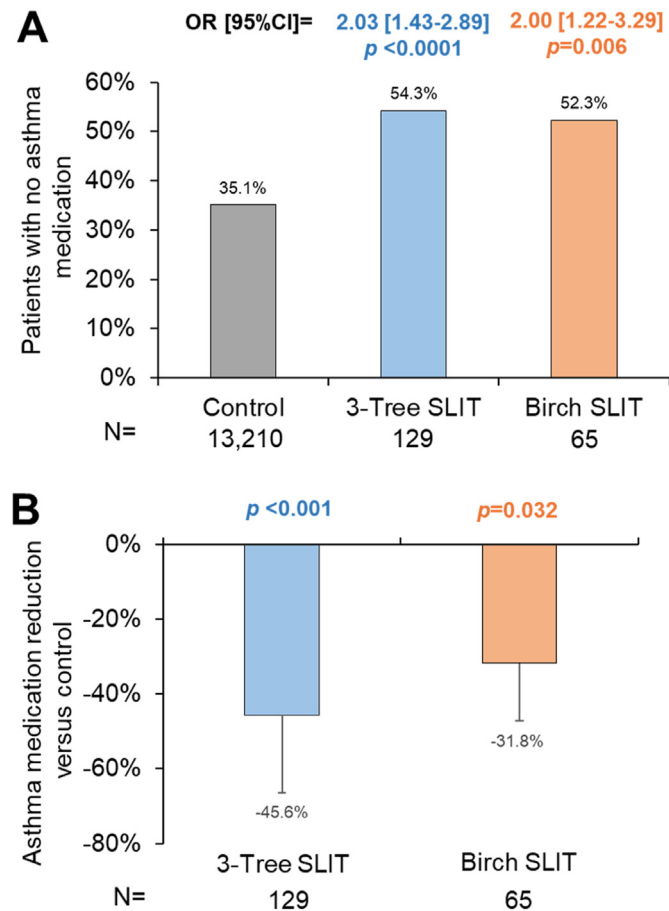 A
OR [95%CI]= 2.03 [1.43-2.89] 2.00 [1.22-3.29]
p <0.0001 p=0.006
Patients with no asthma
medication
60%
50%
40%
30%
20%
10%
0%
35.1%
54.3%
52.3%
Control 3-Tree SLIT Birch SLIT
N= 13,210 129 65
B
p <0.001 p=0.032
Asthma medication reduction
versus control
0%
-20%
-40%
-60%
-80%
-45.6%
-31.8%
3-Tree SLIT Birch SLIT
N= 129 65